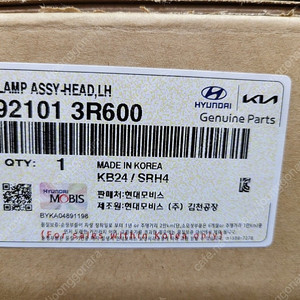 LAMP ASSY-HEAD,LH
92101 3R600
HYUNDAI
KIA
Genuine Parts
QTY: 1
MADE IN KOREA
KB24 / SRH4
HYUNDAI
MOBIS
판매처:현대모비스
제조원:현대모비스 (주) 김천공장
BYKA04891198